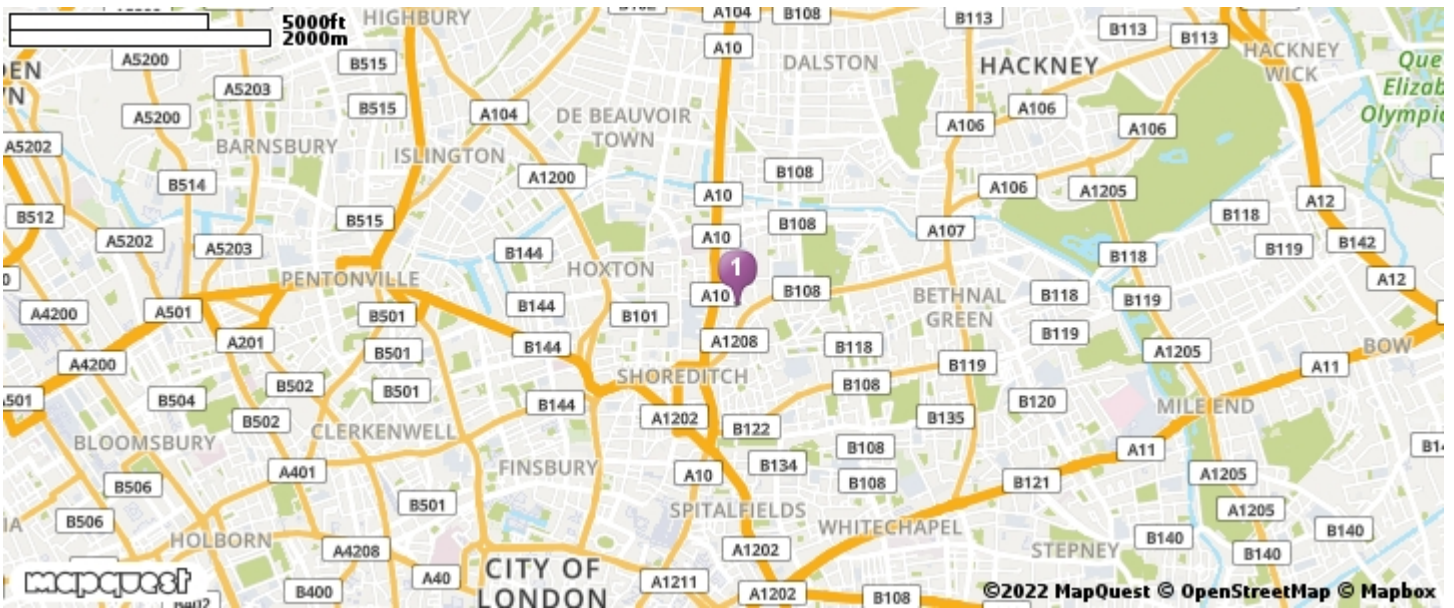 5000ft
2000m
HIGHBURY
A104
B108
B113
B113
B113
HACKNEY
WICK
A5200
B515
A10
DALSTON
HACKNEY
A5203
A5200
B515
A104
DE BEAUVOIR
TOWN
A106
A106
A106
A5202
BARNSBURY
ISLINGTON
B514
A1200
B108
A10
A106
A1205
B512
B515
A5202
A5203
B144
A10
B108
A107
B118
A12
B118
B119
B142
PENTONVILLE
HOXTON
1
A10
B108
A12
A4200
A501
B501
B144
B101
BETHNAL
GREEN
B118
B119
A201
B501
B144
A1208
B118
B119
A1205
BOW
A4200
B502
B501
SHOREDITCH
B108
B119
A11
B504
B502
B144
A1202
B122
B135
B120
MILE END
BLOOMSBURY
CLERKENWELL
B108
A11
A401
FINSBURY
A10
B134
B108
B121
A1205
B506
B501
SPITALFIELDS
A1205
B506
WHITECHAPEL
B140
B140
HOLBORN
A4208
A1202
STEPNEY
B140
CITY OF
LONDON
B400
A40
A1211
A1202
B108
mapquest
©2022 MapQuest © OpenStreetMap © Mapbox